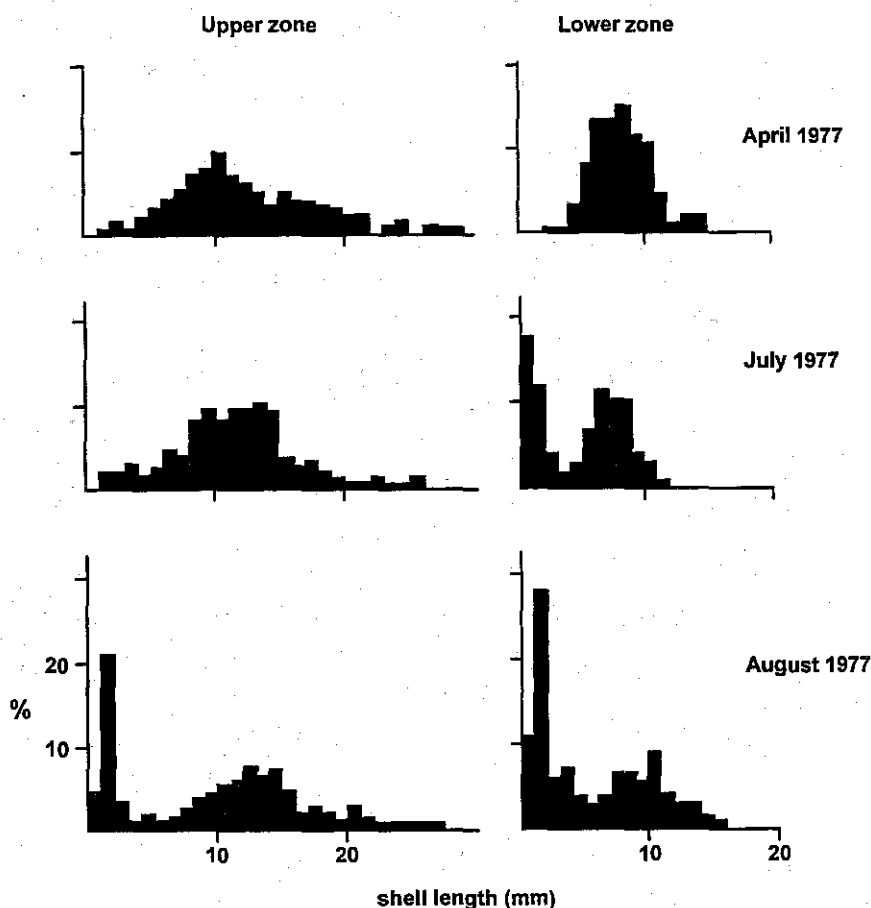 Upper zone
Lower zone
April 1977
July 1977
August 1977
%
20
10
10
20
10
20
shell length (mm)